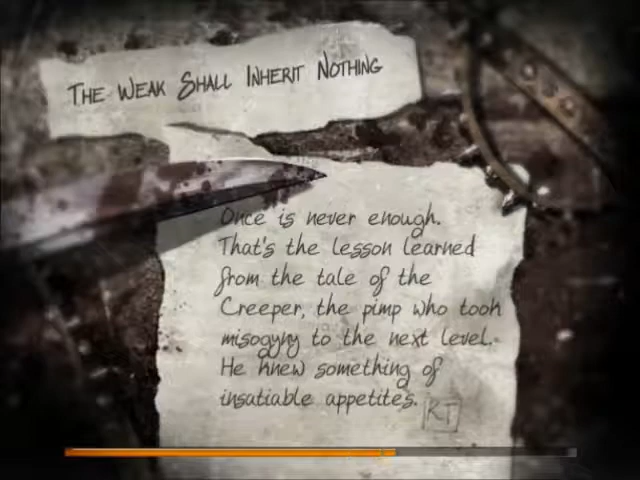 The Weak Shall Inherit Nothing
Once is never enough.
That's the lesson learned
from the tale of the
Creeper, the pimp who took
misogyny to the next level.
He knew something of
insatiable appetites.
KT